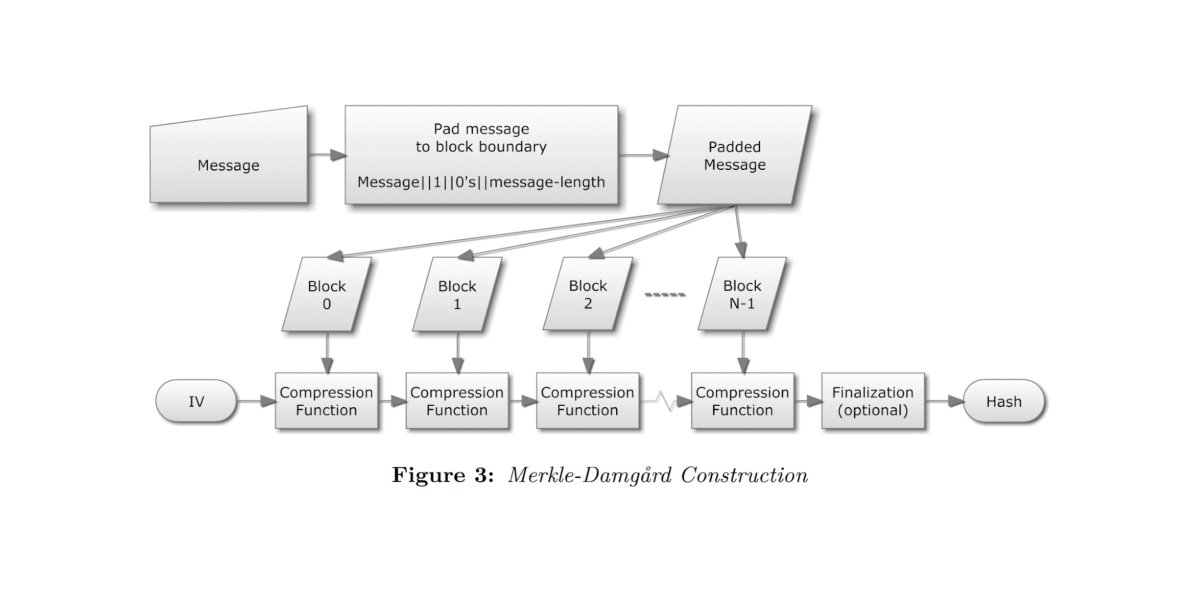 Message
Pad message
to block boundary
Message||1||0's||message-length
Padded
Message
Block
0
Block
1
Block
2
Block
N-1
IV
Compression
Function
Compression
Function
Compression
Function
Compression
Function
Finalization
(optional)
Hash
Figure 3: Merkle-Damgård Construction